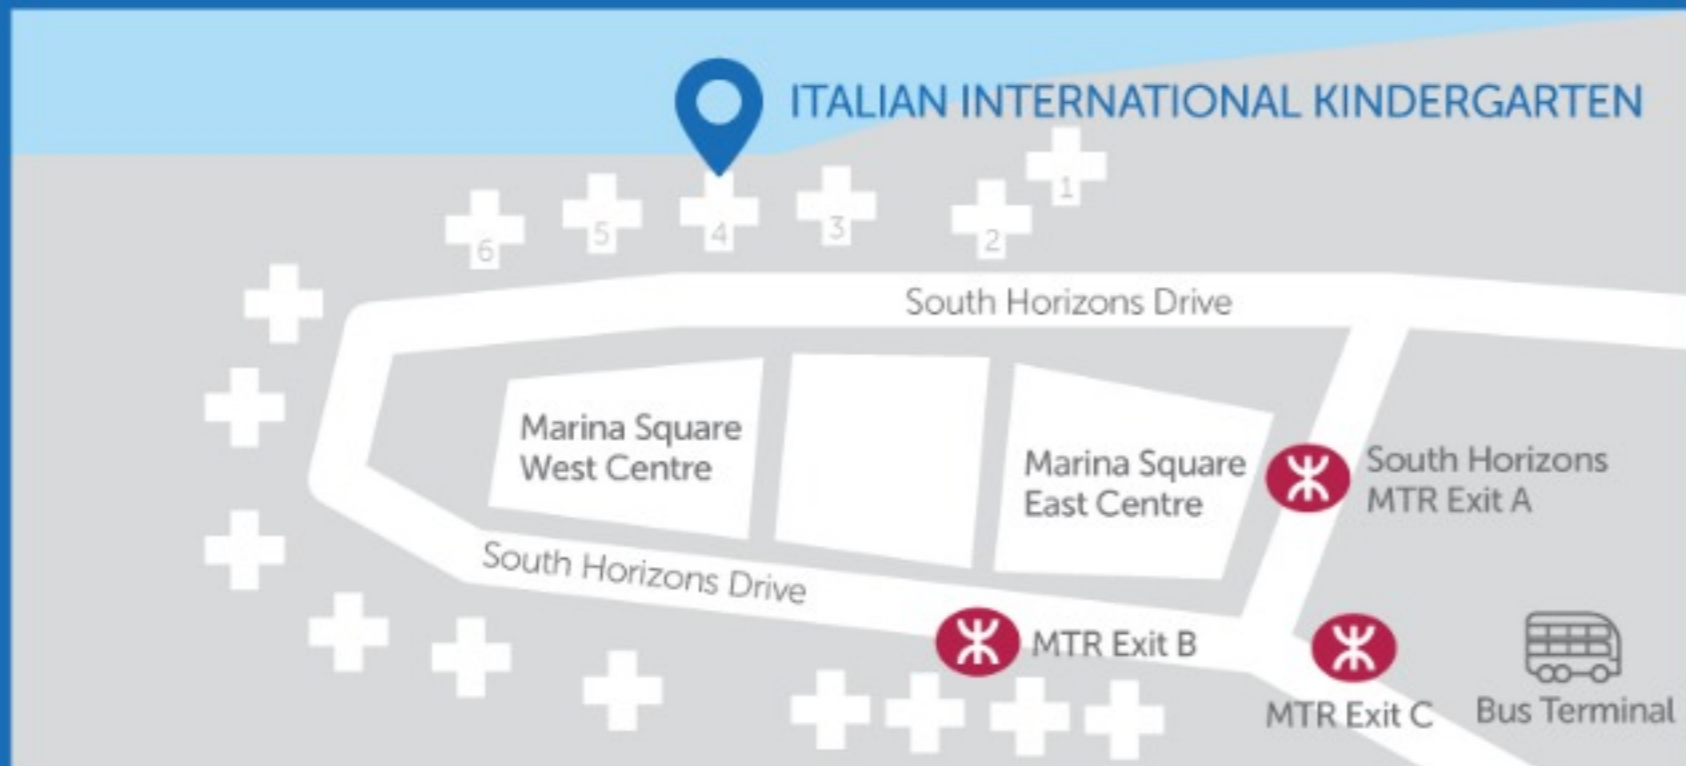 ITALIAN INTERNATIONAL KINDERGARTEN
1
2
3
4
5
6
South Horizons Drive
Marina Square
West Centre
Marina Square
East Centre
South Horizons
MTR Exit A
South Horizons Drive
MTR Exit B
MTR Exit C
Bus Terminal